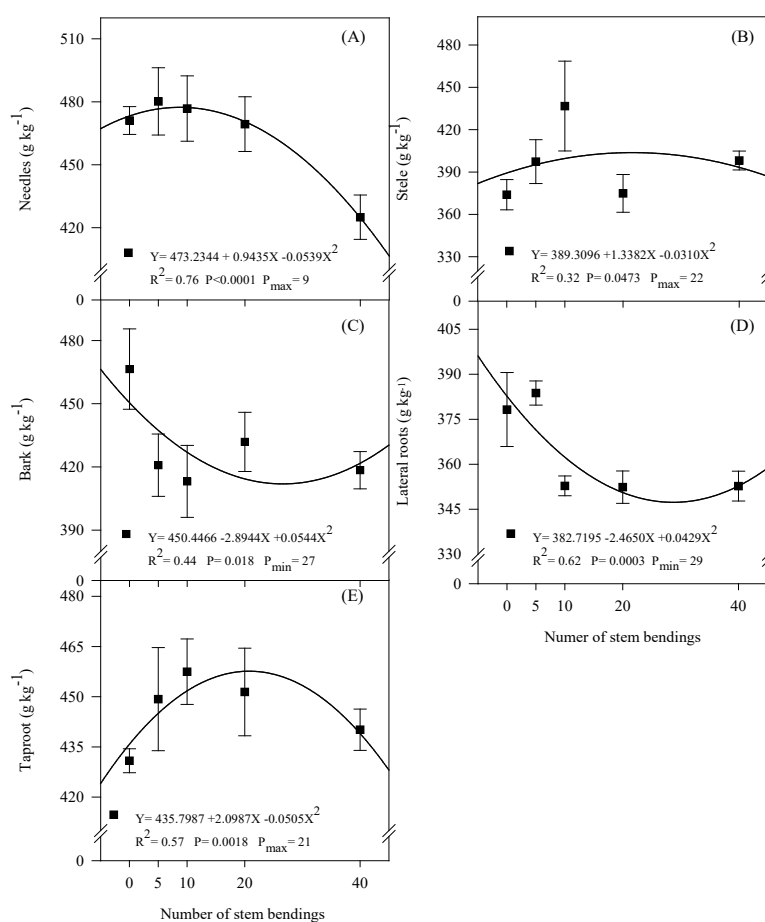 (A)
510
480
450
420
0
Needles (g kg-1)
Y= 473.2344 + 0.9435X -0.0539X2
R2= 0.76 P<0.0001 Pmax= 9
(B)
480
450
420
390
360
330
0
Stele (g kg-1)
Y= 389.3096 +1.3382X -0.0310X2
R2= 0.32 P= 0.0473 Pmax= 22
(C)
480
450
420
390
0
Bark (g kg-1)
Y= 450.4466 -2.8944X +0.0544X2
R2= 0.44 P= 0.018 Pmin= 27
(D)
405
390
375
360
345
330
0
Lateral roots (g kg-1)
Y= 382.7195 -2.4650X +0.0429X2
R2= 0.62 P= 0.0003 Pmin= 29
0 5 10 20 40
Numer of stem bendings
(E)
480
465
450
435
420
0
Taproot (g kg-1)
Y= 435.7987 +2.0987X -0.0505X2
R2= 0.57 P= 0.0018 Pmax= 21
0 5 10 20 40
Number of stem bendings